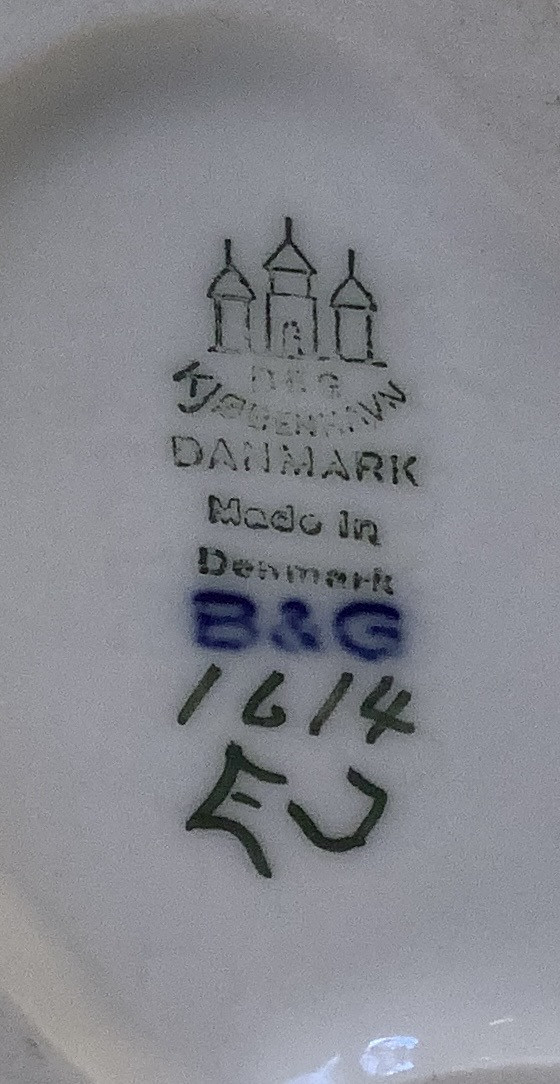 B&G
KJØBENHAVN
DANMARK
Made in
Denmark
B&G
1614
EJ